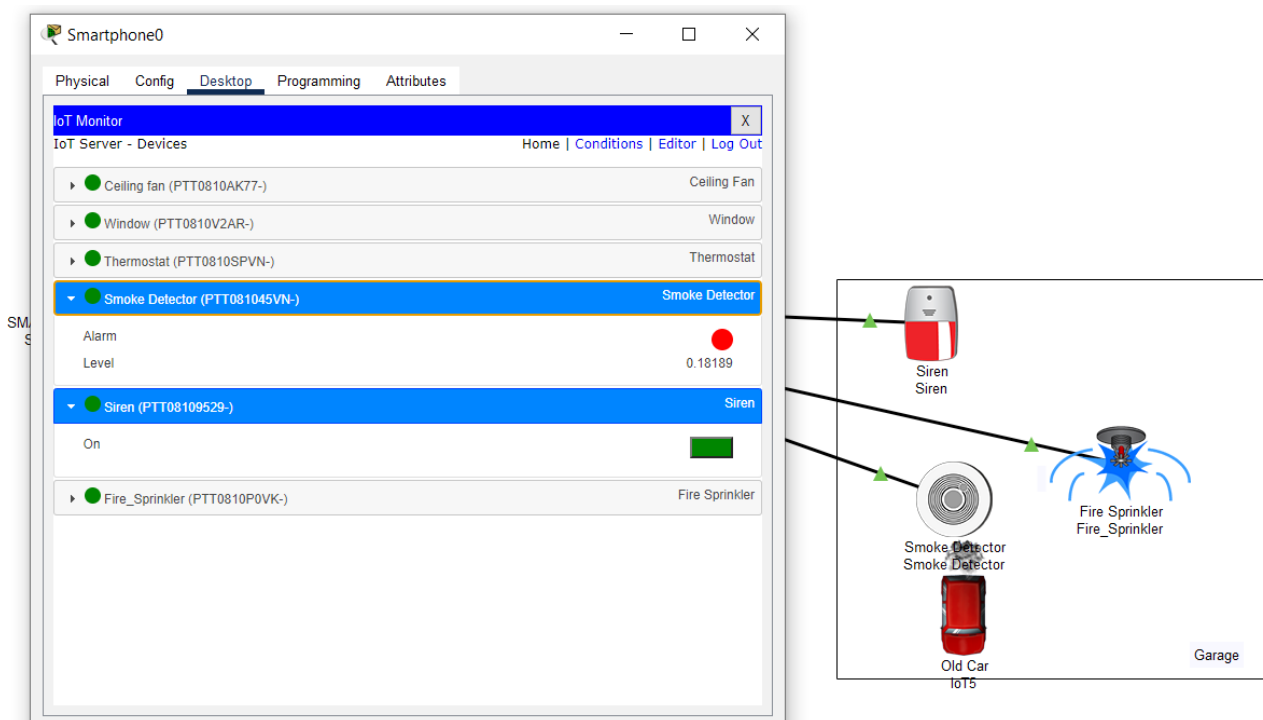 Smartphone0
Physical Config Desktop Programming Attributes
IoT Monitor X
IoT Server - Devices Home | Conditions | Editor | Log Out
Ceiling fan (PTT0810AK77-) Ceiling Fan
Window (PTT0810V2AR-) Window
Thermostat (PTT0810SPVN-) Thermostat
Smoke Detector (PTT081045VN-) Smoke Detector
Alarm
Level 0.18189
Siren (PTT08109529-) Siren
On
Fire_Sprinkler (PTT0810P0VK-) Fire Sprinkler
SM
S
Siren
Siren
Fire Sprinkler
Fire_Sprinkler
Smoke Detector
Smoke Detector
Old Car
IoT5
Garage